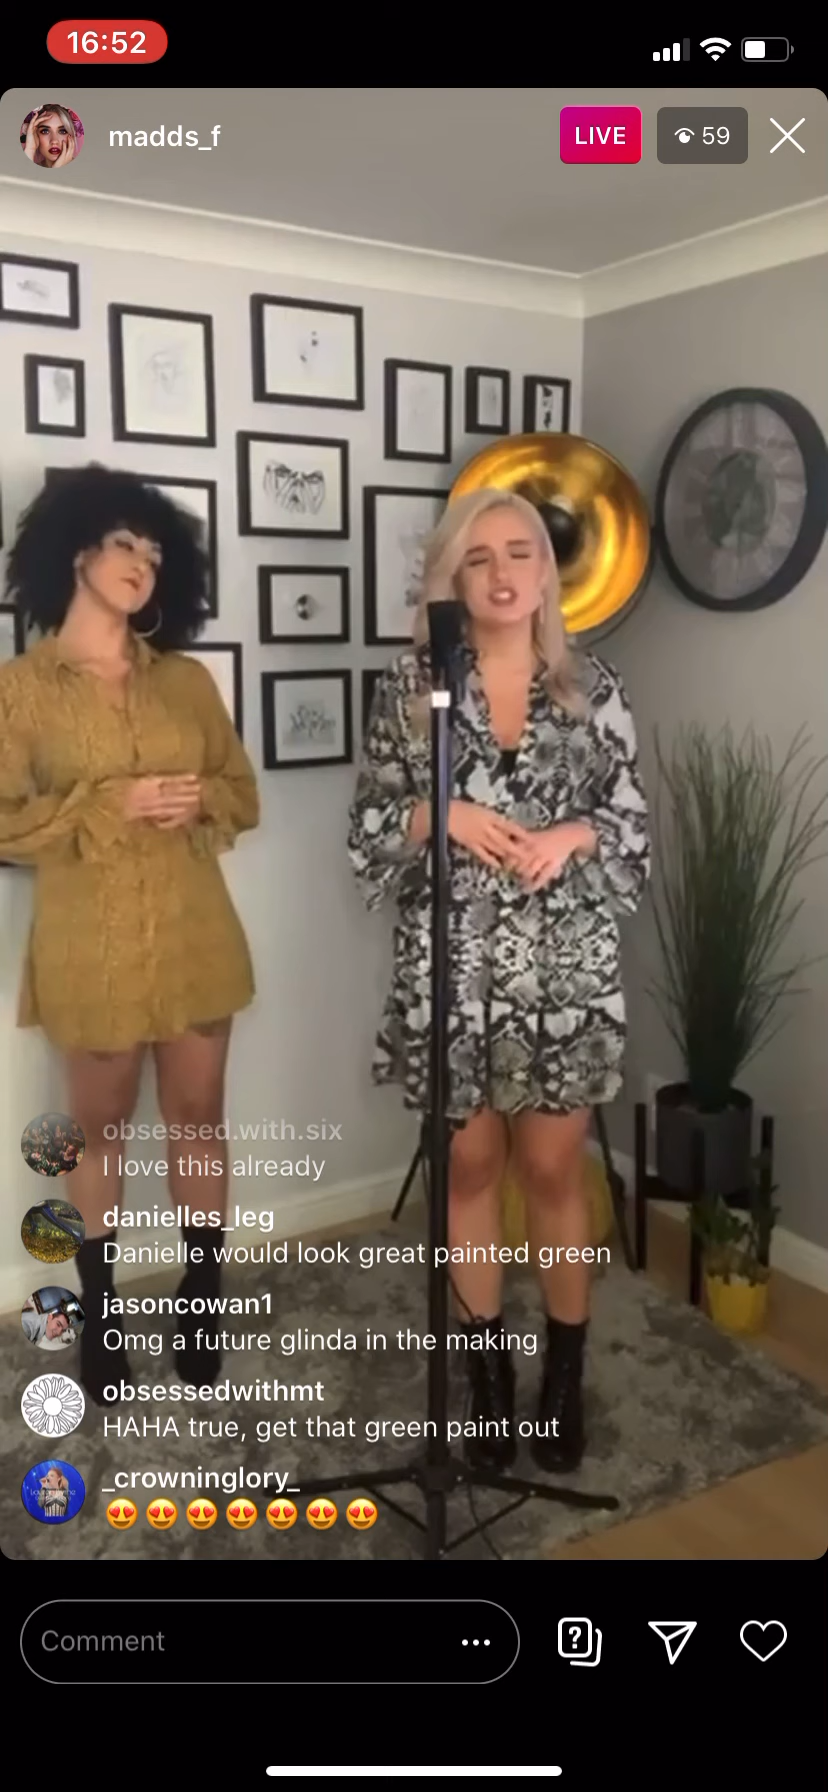 16:52
madds_f
LIVE
59
obsessed.with.six
I love this already
danielles_leg
Danielle would look great painted green
jasoncowan1
Omg a future glinda in the making
obsessedwithmt
HAHA true, get that green paint out
_crowninglory_
😍😍😍😍😍😍😍
Comment